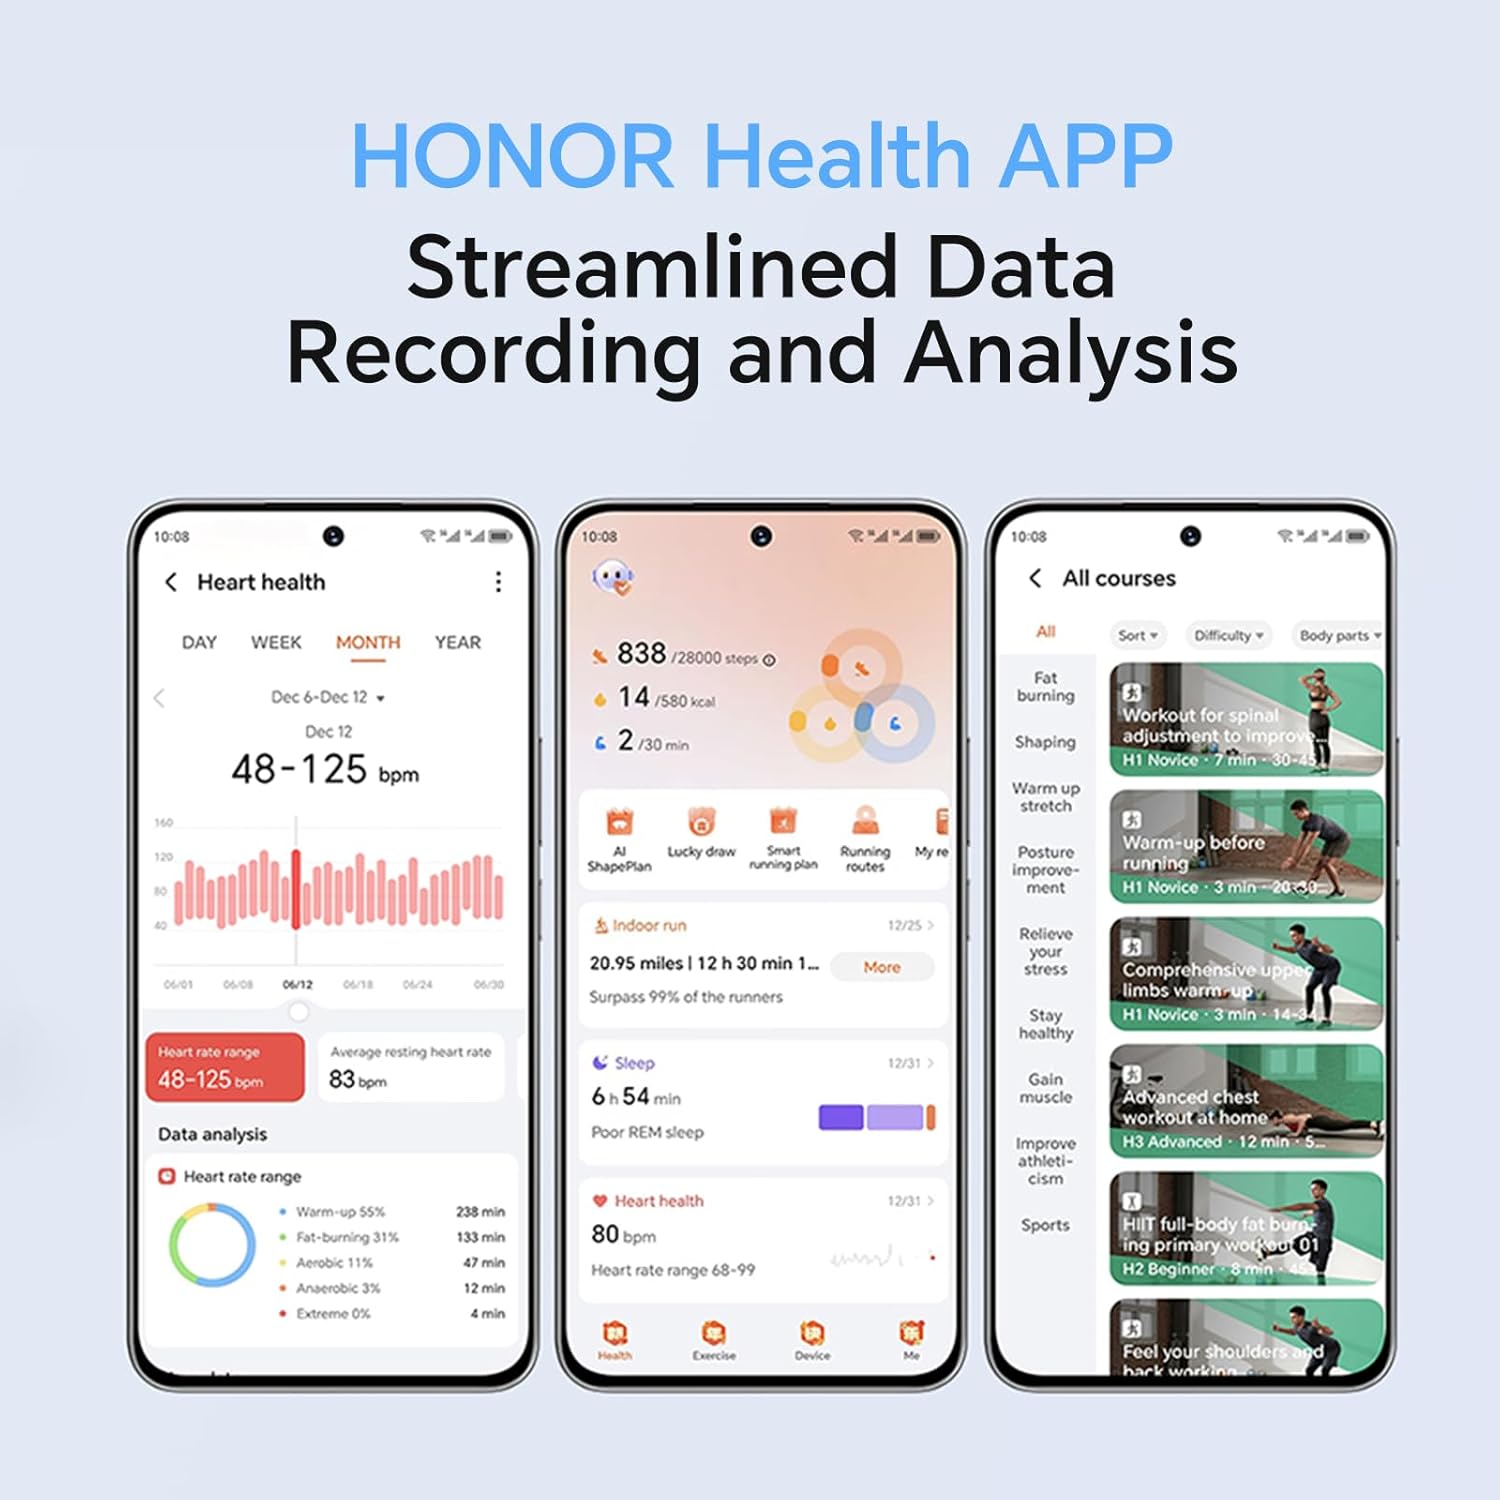 HONOR Health APP
Streamlined Data
Recording and Analysis
10:08
Heart health
DAY WEEK MONTH YEAR
Dec 6-Dec 12
Dec 12
48-125 bpm
160
120
80
40
06/01 06/08 06/12 06/18 06/24 06/30
Heart rate range
48-125 bpm
Average resting heart rate
83 bpm
Data analysis
Heart rate range
Warm-up 55% 238 min
Fat-burning 31% 133 min
Aerobic 11% 47 min
Anaerobic 3% 12 min
Extreme 0% 4 min
10:08
838 /28000 steps
14 /580 kcal
2 /30 min
AI
ShapePlan
Lucky draw
Smart
running plan
Running
routes
My re
Indoor run 12/25
20.95 miles | 12 h 30 min 1...
More
Surpass 99% of the runners
Sleep 12/31
6 h 54 min
Poor REM sleep
Heart health 12/31
80 bpm
Heart rate range 68-99
Health Exercise Device Me
10:08
All courses
All
Sort Difficulty Body parts
Fat
burning
Shaping
Warm up
stretch
Posture
improve-
ment
Relieve
your
stress
Stay
healthy
Gain
muscle
Improve
athleti-
cism
Sports
Workout for spinal
adjustment to improve...
H1 Novice · 7 min · 30-45
Warm-up before
running
H1 Novice · 3 min · 20-30...
Comprehensive upper
limbs warm-up
H1 Novice · 3 min · 14-
Advanced chest
workout at home
H3 Advanced · 12 min · 5...
HIIT full-body fat burn-
ing primary workout 01
H2 Beginner · 8 min ·
Feel your shoulders and
back working